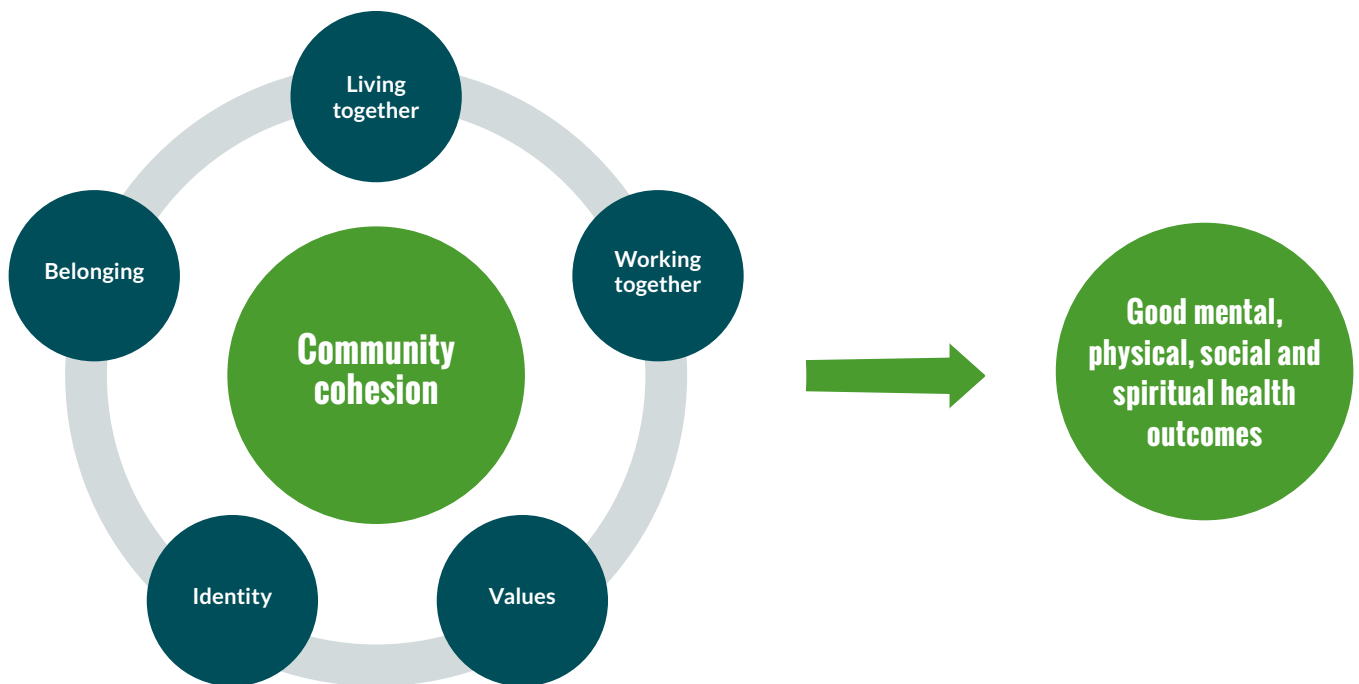 Living
together
Belonging
Working
together
Community
cohesion
Good mental,
physical, social and
spiritual health
outcomes
Identity
Values